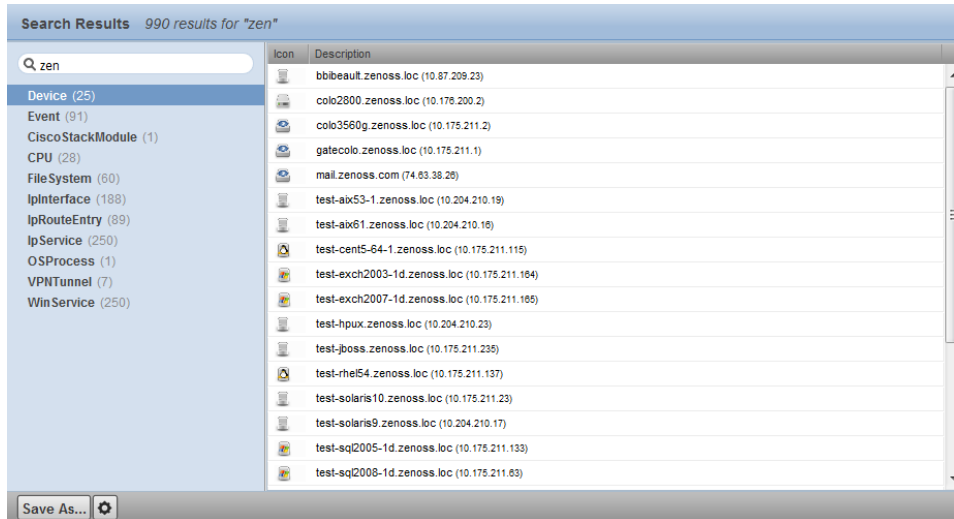 Search Results 990 results for "zen"
zen
Device (25)
Event (91)
CiscoStackModule (1)
CPU (28)
FileSystem (60)
IpInterface (188)
IpRouteEntry (89)
IpService (250)
OSProcess (1)
VPNTunnel (7)
WinService (250)
Icon Description
bbibeault.zenoss.loc (10.87.209.23)
colo2800.zenoss.loc (10.176.200.2)
colo3560g.zenoss.loc (10.175.211.2)
gatecolo.zenoss.loc (10.175.211.1)
mail.zenoss.com (74.63.38.26)
test-aix53-1.zenoss.loc (10.204.210.19)
test-aix61.zenoss.loc (10.204.210.16)
test-cent5-64-1.zenoss.loc (10.175.211.115)
test-exch2003-1d.zenoss.loc (10.175.211.164)
test-exch2007-1d.zenoss.loc (10.175.211.165)
test-hpux.zenoss.loc (10.204.210.23)
test-jboss.zenoss.loc (10.175.211.235)
test-rhel54.zenoss.loc (10.175.211.137)
test-solaris10.zenoss.loc (10.175.211.23)
test-solaris9.zenoss.loc (10.204.210.17)
test-sql2005-1d.zenoss.loc (10.175.211.133)
test-sql2008-1d.zenoss.loc (10.175.211.63)
Save As...